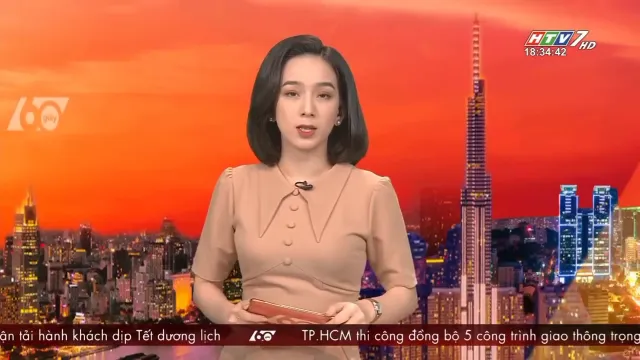 HTV7 HD
18:34:42
60
ận tải hành khách dịp Tết dương lịch 60 TP.HCM thi công đồng bộ 5 công trình giao thông trọng